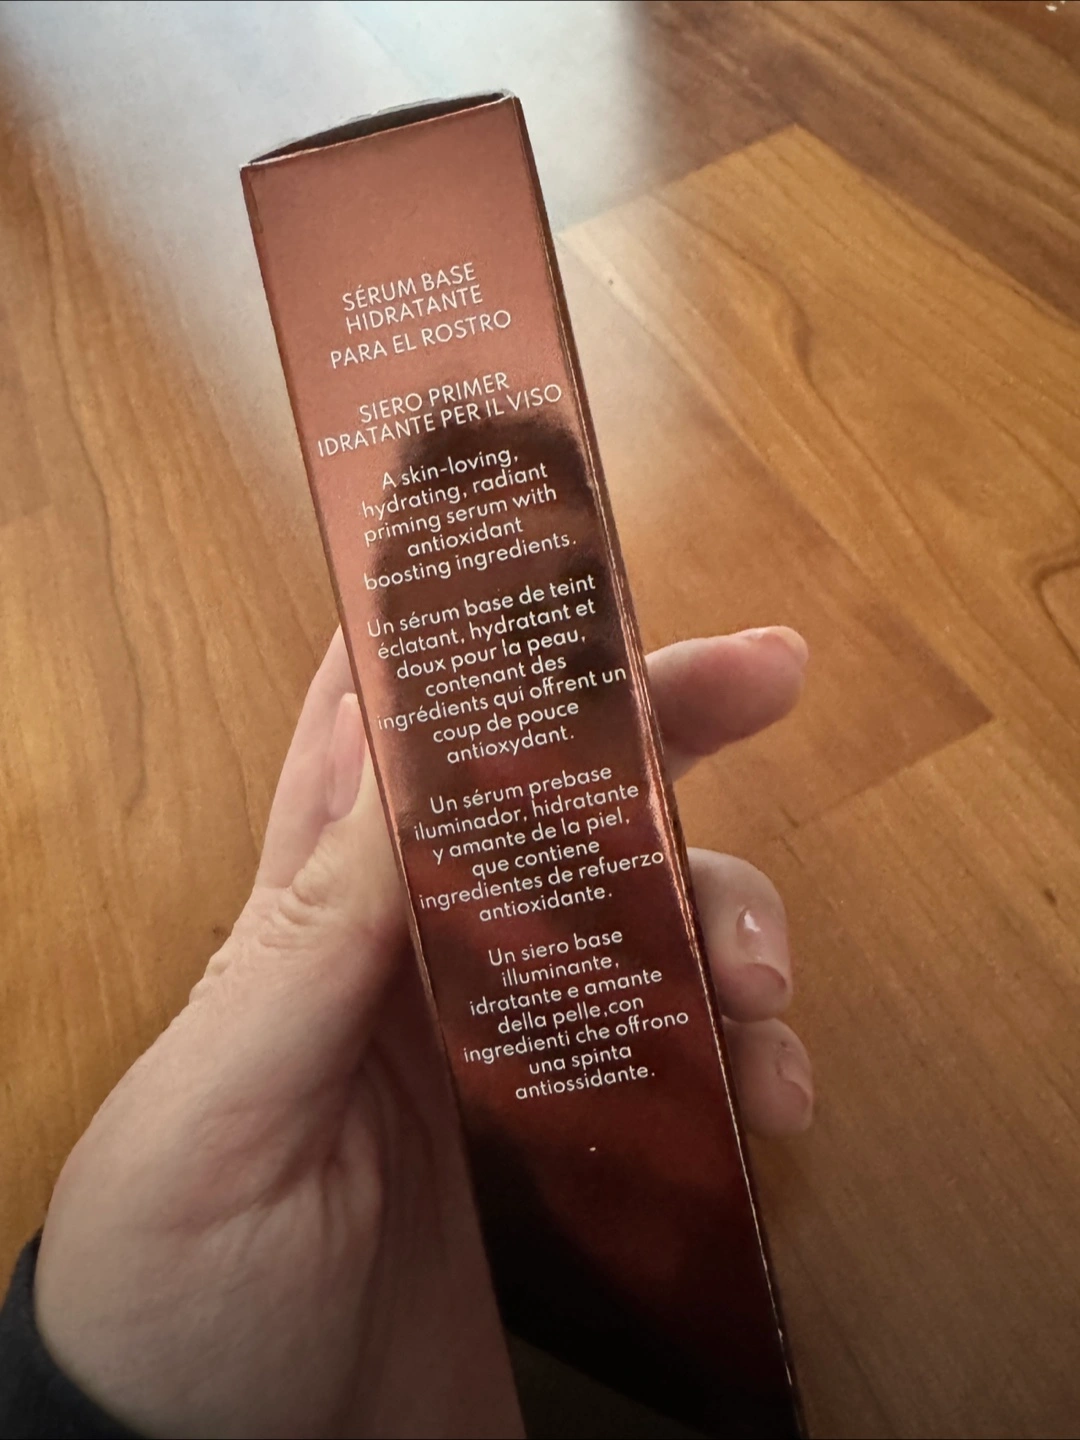 SÉRUM BASE
HIDRATANTE
PARA EL ROSTRO
SIERO PRIMER
IDRATANTE PER IL VISO
A skin-loving,
hydrating, radiant
priming serum with
antioxidant
boosting ingredients.
Un sérum base de teint
éclatant, hydratant et
doux pour la peau,
contenant des
ingrédients qui offrent un
coup de pouce
antioxydant.
Un sérum prebase
iluminador, hidratante
y amante de la piel,
que contiene
ingredientes de refuerzo
antioxidante.
Un siero base
illuminante,
idratante e amante
della pelle,con
ingredienti che offrono
una spinta
antiossidante.